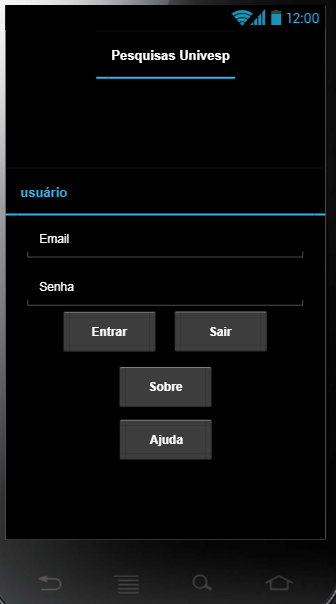 12:00
Pesquisas Univesp
usuário
Email
Senha
Entrar Sair
Sobre
Ajuda